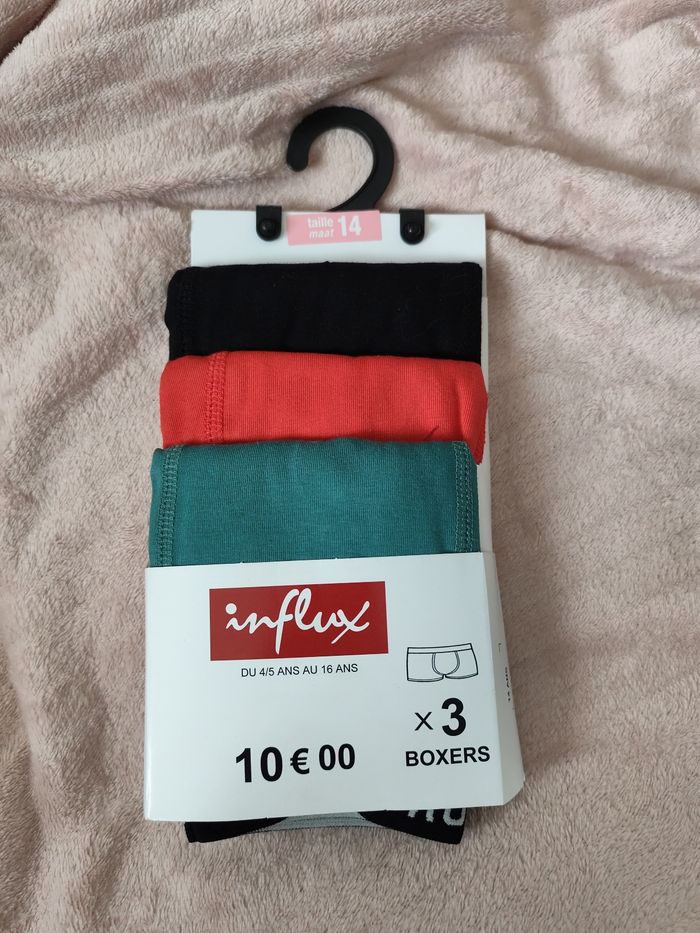 taille
maat 14
influx
DU 4/5 ANS AU 16 ANS
x 3
10 € 00
BOXERS